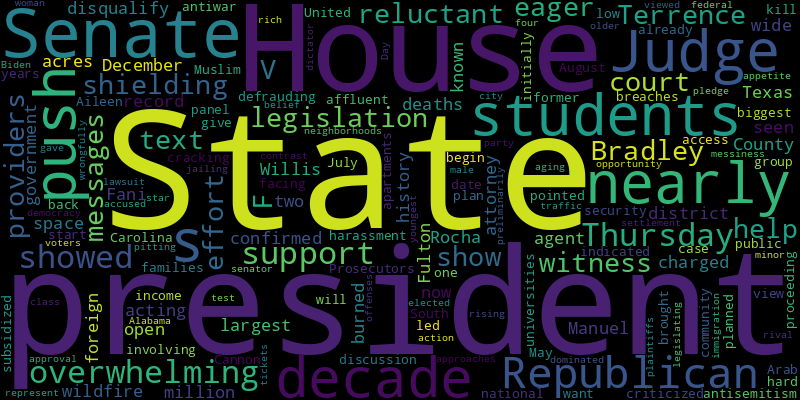 woman
disqualify
antiwar
rich
United
reluctant
eager
four
older
low
Terrence
viewed
federal
kill
Biden
Senate
House
Judge
already
wide
acres
December
shielding
V
dictator
Day
known
initially
August
former
court
breaches
Texas
appetite
years
Muslim
Aileen
record
defrauding
belief
affluent
deaths
city
panel
give
biggest
pledge
push
providers
government
wrongfully
messages
text
legislation
neighborhoods
students
seen
access
messiness
County
group
State
Bradley
opportunity
nearly
gave
back
lawsuit
Fani
accused
star
cracking
contrast
jailing
Willis
July
facing
apartments
history
party
begin
date
plan
attorney
preliminarily
aging
male
pointed
traffic
security
district
space
start
democracy
voters
Carolina
pitting
effort
F
two
confirmed
harassment
youngest
Rocha
Thursday
help
settlement
case
public
minor
showed
s
families
senator
support
Prosecutors
Fulton
show
one
agent
indicated
witness
charged
proceeding
president
subsidized
class
foreign
income
acting
open
test
will
largest
burned
offenses
now
South
elected
rising
led
action
universities
Manuel
brought
legislating
community
immigration
planned
view
rival
Alabama
involving
approval
Cannon
tickets
discussion
approaches
May
dominated
plaintiffs
Arab
hard
overwhelming
decade
Republican
represent
wildfire
million
national
want
criticized
antisemitism